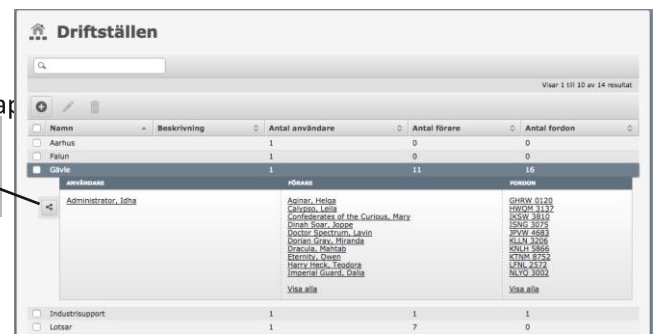 Driftställen
Visar 1 till 10 av 14 resultat
Namn Beskrivning Antal användare Antal förare Antal fordon
Aarhus 1 0 0
Falun 1 0 0
Gävle 1 11 16
ANVÄNDARE FÖRARE FORDON
Administrator, Idha Aginar, Helga GHRW 0120
Calypso, Leila HWOM 3137
Confederates of the Curious, Mary IKSW 3810
Dinah Soar, Joppe ISNG 3075
Doctor Spectrum, Lavin JPVW 4683
Dorian Gray, Miranda KLLN 3206
Dracula, Mahtab KNLH 5866
Eternity, Owen KTNM 8752
Harry Heck, Teodora LFNL 2572
Imperial Guard, Dalia NLYO 3002
Visa alla Visa alla
Industrisupport 1 1 1
Lotsar 1 7 0